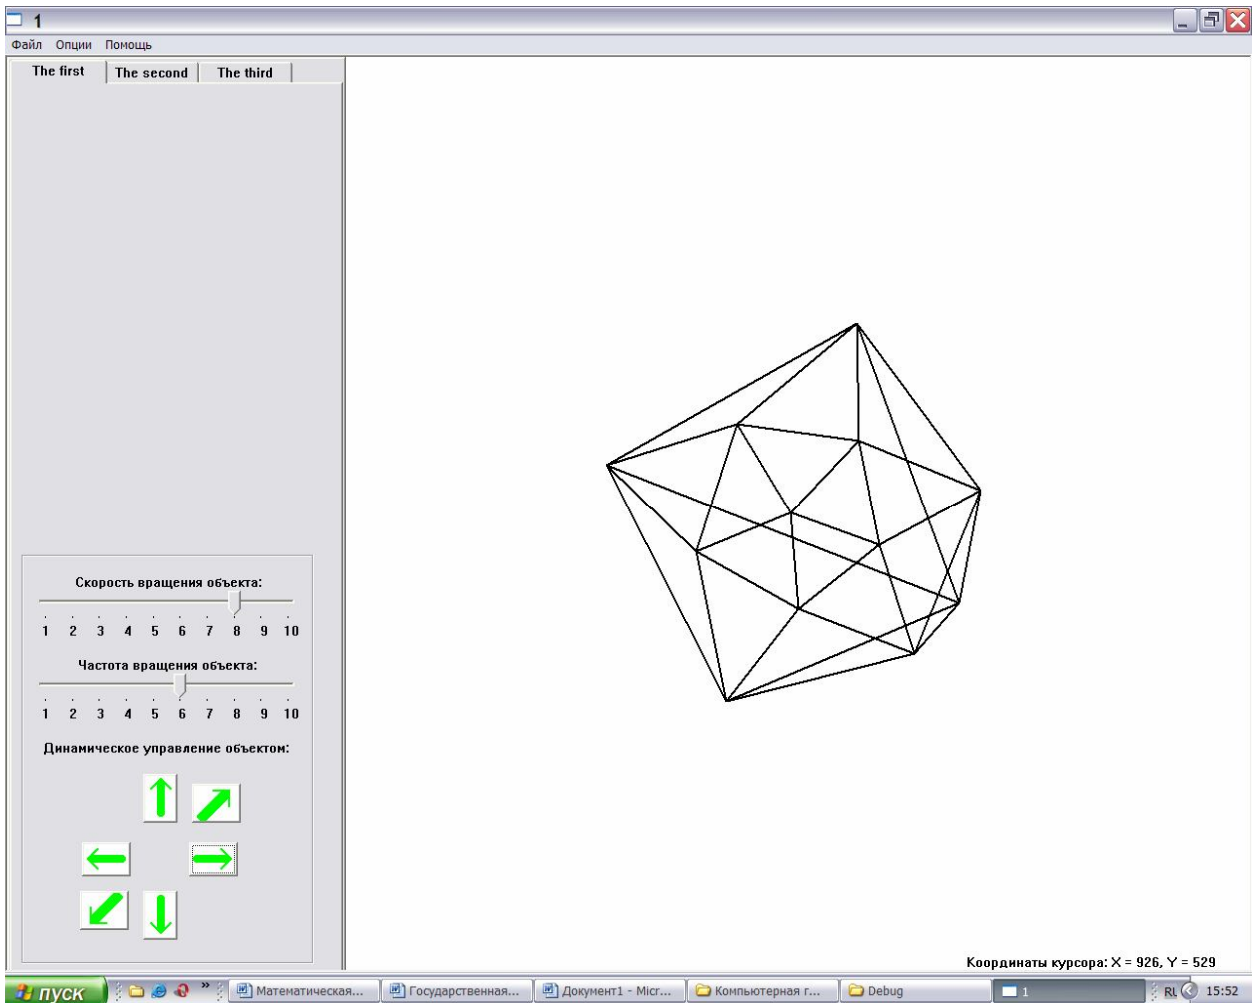 1
Файл Опции Помощь
The first The second The third
Скорость вращения объекта:
1 2 3 4 5 6 7 8 9 10
Частота вращения объекта:
1 2 3 4 5 6 7 8 9 10
Динамическое управление объектом:
Координаты курсора: X = 926, Y = 529
пуск » Математическая... Государственная... Документ1 - Micr... Компьютерная г... Debug 1 RL 15:52